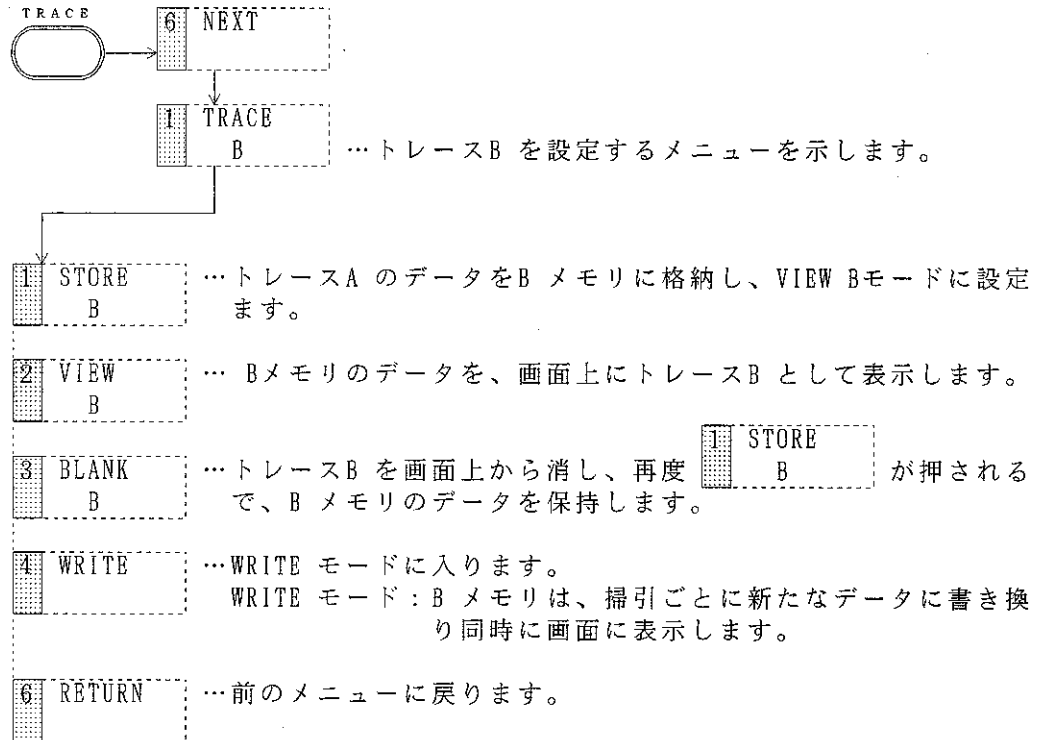 TRACE
6 NEXT
1 TRACE
B …トレースB を設定するメニューを示します。
1 STORE …トレースA のデータをB メモリに格納し、VIEW Bモードに設定
B ます。
2 VIEW … Bメモリのデータを、画面上にトレースB として表示します。
B
1 STORE
3 BLANK …トレースB を画面上から消し、再度 B が押される
B で、B メモリのデータを保持します。
4 WRITE …WRITE モードに入ります。
WRITE モード：B メモリは、掃引ごとに新たなデータに書き換
り同時に画面に表示します。
6 RETURN …前のメニューに戻ります。